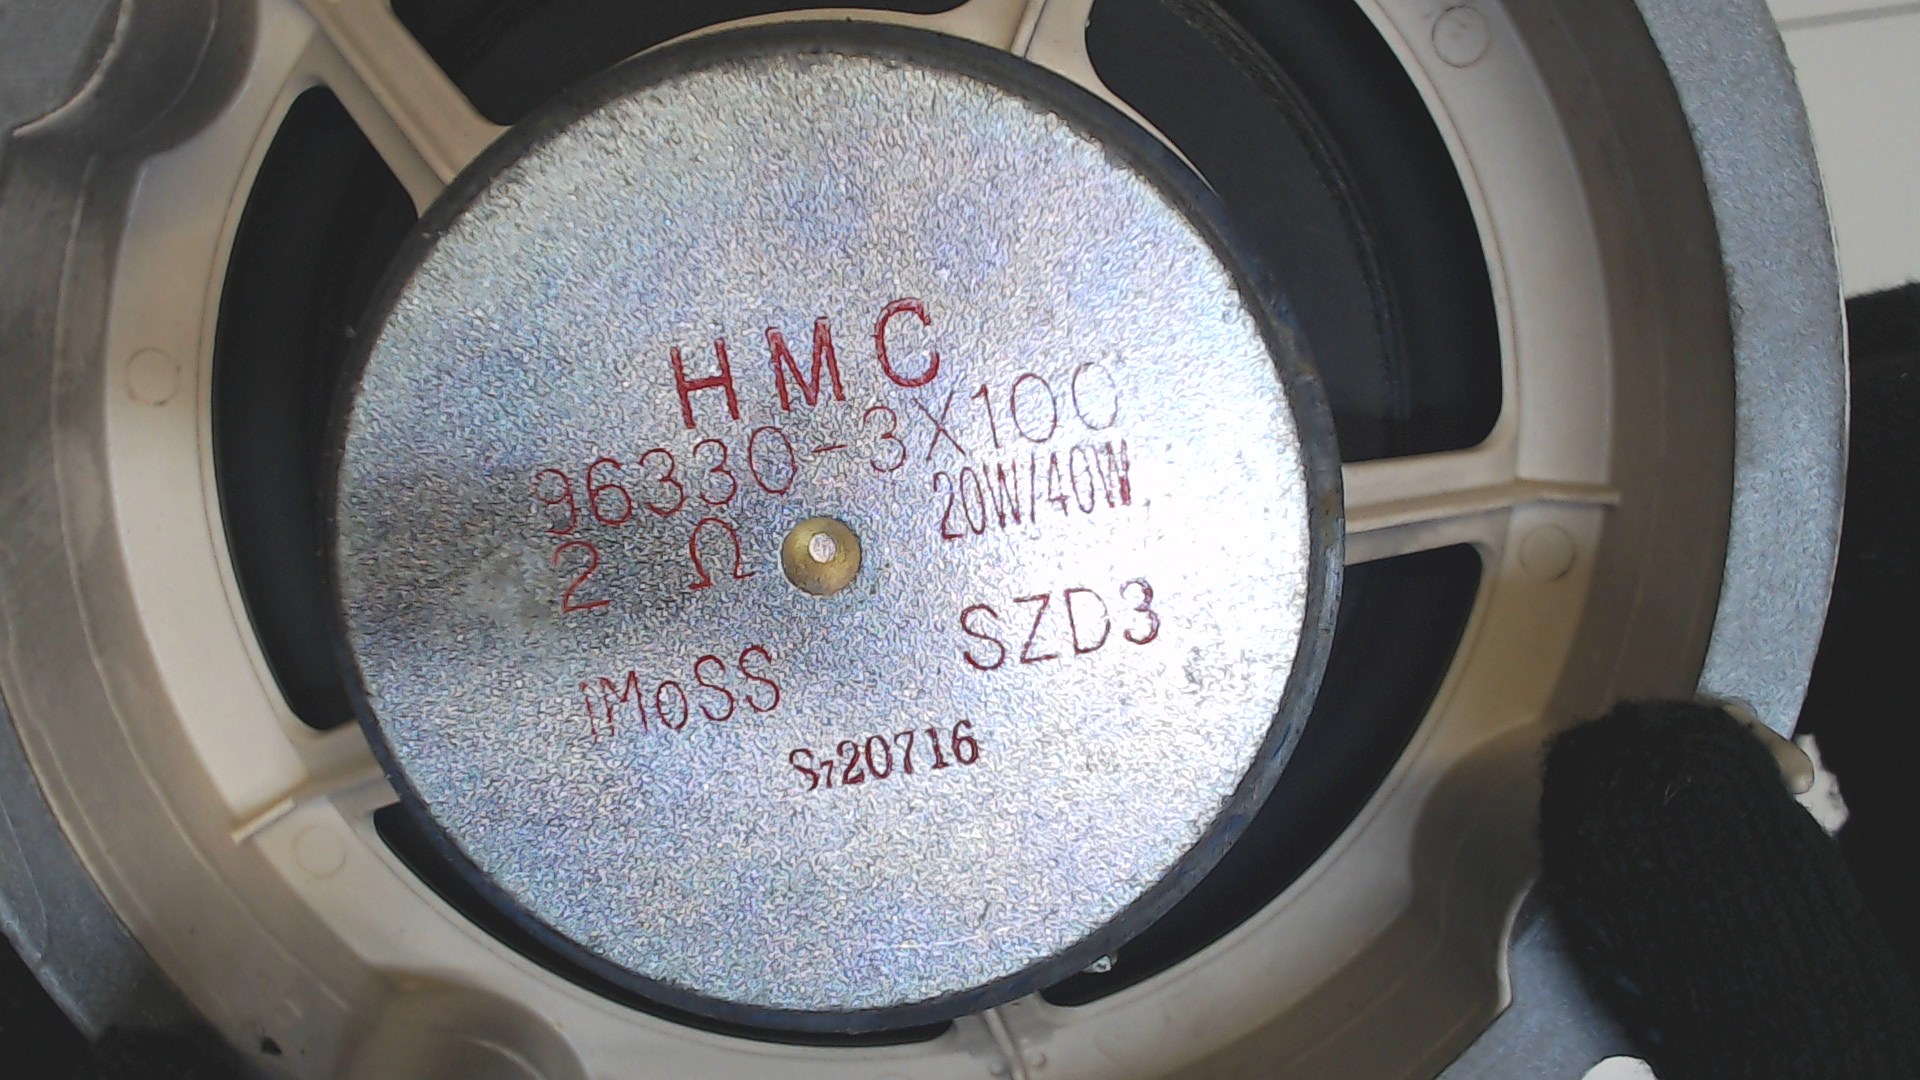 HMC
96330-3X100
20W/40W
2 Ω
SZD3
IMoSS
S720716